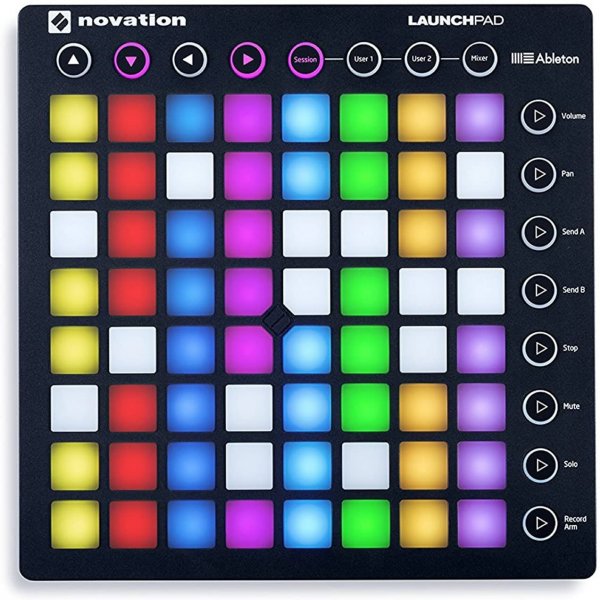 novation
LAUNCHPAD
Session
User 1
User 2
Mixer
Ableton
Volume
Pan
Send A
Send B
Stop
Mute
Solo
Record
Arm